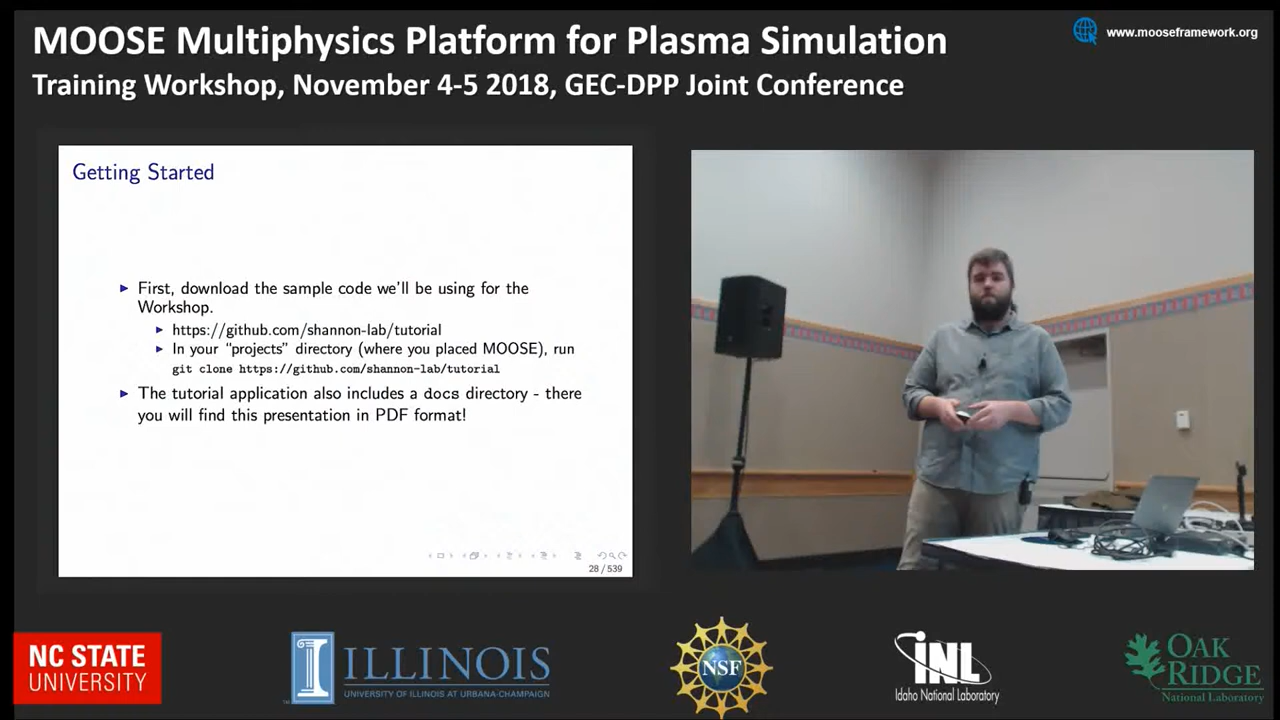 MOOSE Multiphysics Platform for Plasma Simulation
www.mooseframework.org
Training Workshop, November 4-5 2018, GEC-DPP Joint Conference
Getting Started
First, download the sample code we'll be using for the
Workshop.
https://github.com/shannon-lab/tutorial
In your "projects" directory (where you placed MOOSE), run
git clone https://github.com/shannon-lab/tutorial
The tutorial application also includes a docs directory - there
you will find this presentation in PDF format!
28 / 539
NC STATE
UNIVERSITY
ILLINOIS
UNIVERSITY OF ILLINOIS AT URBANA-CHAMPAIGN
NSF
INL
Idaho National Laboratory
OAK
RIDGE
National Laboratory